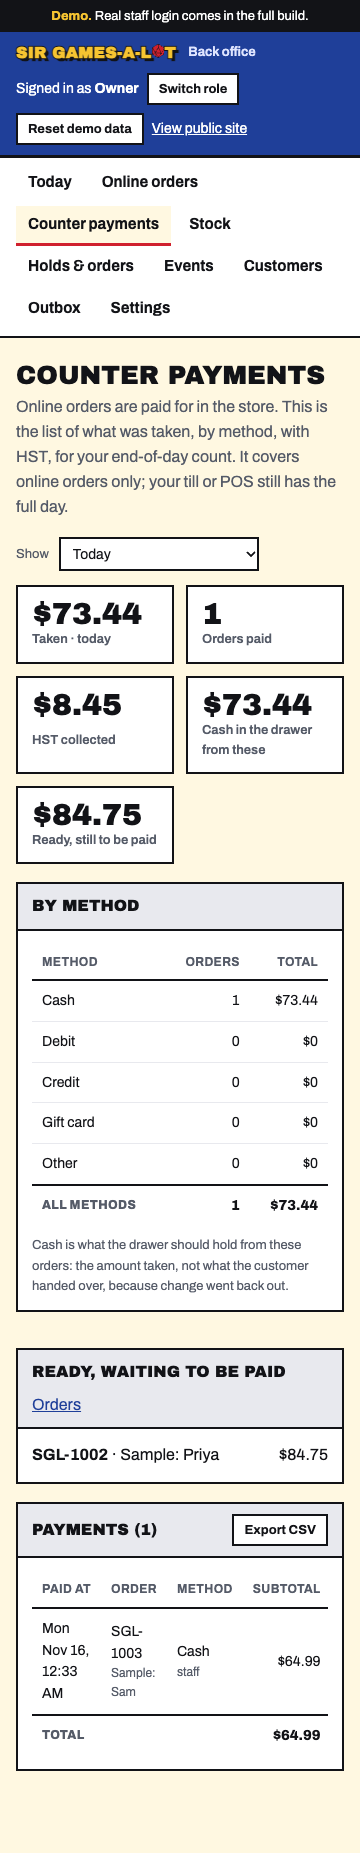 Demo. Real staff login comes in the full build.
SIR GAMES-A-LOT Back office
Signed in as Owner Switch role
Reset demo data View public site
Today Online orders
Counter payments Stock
Holds & orders Events Customers
Outbox Settings
COUNTER PAYMENTS
Online orders are paid for in the store. This is
the list of what was taken, by method, with
HST, for your end-of-day count. It covers
online orders only; your till or POS still has the
full day.
Show Today
$73.44 1
Taken · today Orders paid
$8.45 $73.44
HST collected Cash in the drawer
from these
$84.75
Ready, still to be paid
BY METHOD
METHOD ORDERS TOTAL
Cash 1 $73.44
Debit 0 $0
Credit 0 $0
Gift card 0 $0
Other 0 $0
ALL METHODS 1 $73.44
Cash is what the drawer should hold from these
orders: the amount taken, not what the customer
handed over, because change went back out.
READY, WAITING TO BE PAID
Orders
SGL-1002 · Sample: Priya $84.75
PAYMENTS (1) Export CSV
PAID AT ORDER METHOD SUBTOTAL
Mon
Nov 16,
12:33
AM
SGL-
1003
Sample:
Sam
Cash
staff
$64.99
TOTAL $64.99